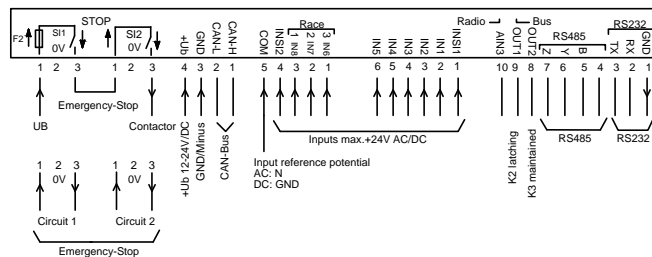 STOP
F2 SI1 0V SI2 0V
+Ub GND CAN-L CAN-H
COM INSI2 Race 1 IN8 2 IN7 3 IN6
IN5 IN4 IN3 IN2 IN1 INSI1
Radio AIN3 OUT1 OUT2 Bus
RS485 Z Y B
RS232 TX RX GND
1 2 3 1 2 3 4 3 2 1 5 4 3 2 1 6 5 4 3 2 1 10 9 8 7 6 5 4 3 2 1
Emergency-Stop
UB Contactor
+Ub 12-24V/DC
GND/Minus
CAN-Bus
Inputs max.+24V AC/DC
Input reference potential
AC: N
DC: GND
K2 latching
K3 maintained
RS485 RS232
1 2 3 1 2 3
0V 0V
Circuit 1 Circuit 2
Emergency-Stop